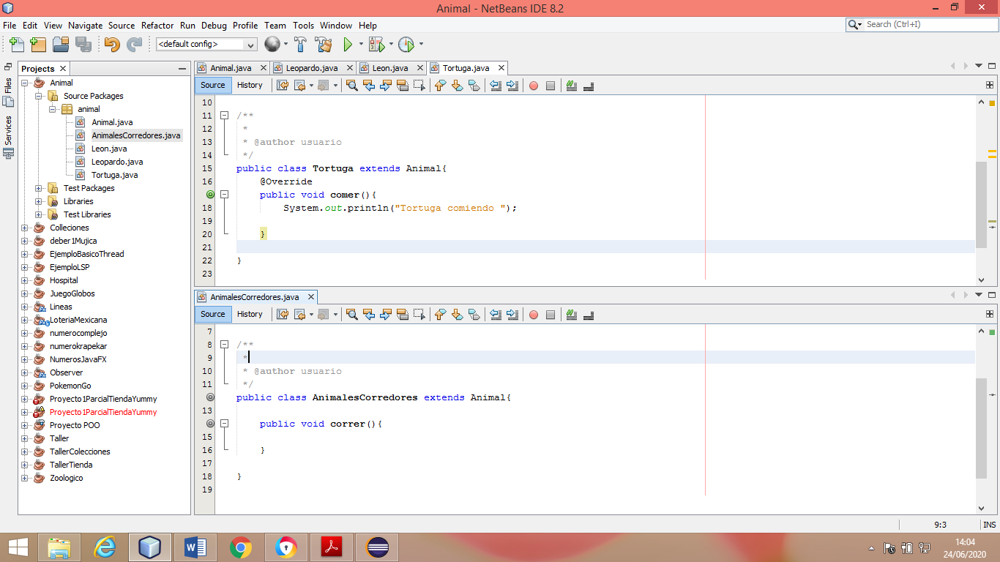 Animal - NetBeans IDE 8.2
File Edit View Navigate Source Refactor Run Debug Profile Team Tools Window Help
Search (Ctrl+I)
<default config>
Files
Services
Projects
Animal
Source Packages
animal
Animal.java
AnimalesCorredores.java
Leon.java
Leopardo.java
Tortuga.java
Test Packages
Libraries
Test Libraries
Colleciones
deber1Mujica
EjemploBasicoThread
EjemploLSP
Hospital
JuegoGlobos
Lineas
LoteriaMexicana
numerocomplejo
numerokrapekar
NumerosJavaFX
Observer
PokemonGo
Proyecto1ParcialTiendaYummy
Proyecto1ParcialTiendaYummy
Proyecto POO
Taller
TallerColecciones
TallerTienda
Zoologico
Animal.java Leopardo.java Leon.java Tortuga.java
Source History
10
11 /**
12 *
13 * @author usuario
14 */
15 public class Tortuga extends Animal{
16 @Override
public void comer(){
18 System.out.println("Tortuga comiendo ");
19
20 }
21
22 }
23
AnimalesCorredores.java
Source History
7
8 /**
9 *
10 * @author usuario
11 */
public class AnimalesCorredores extends Animal{
13
public void correr(){
15
16 }
17
18 }
19
9:3 INS
14:04
24/06/2020